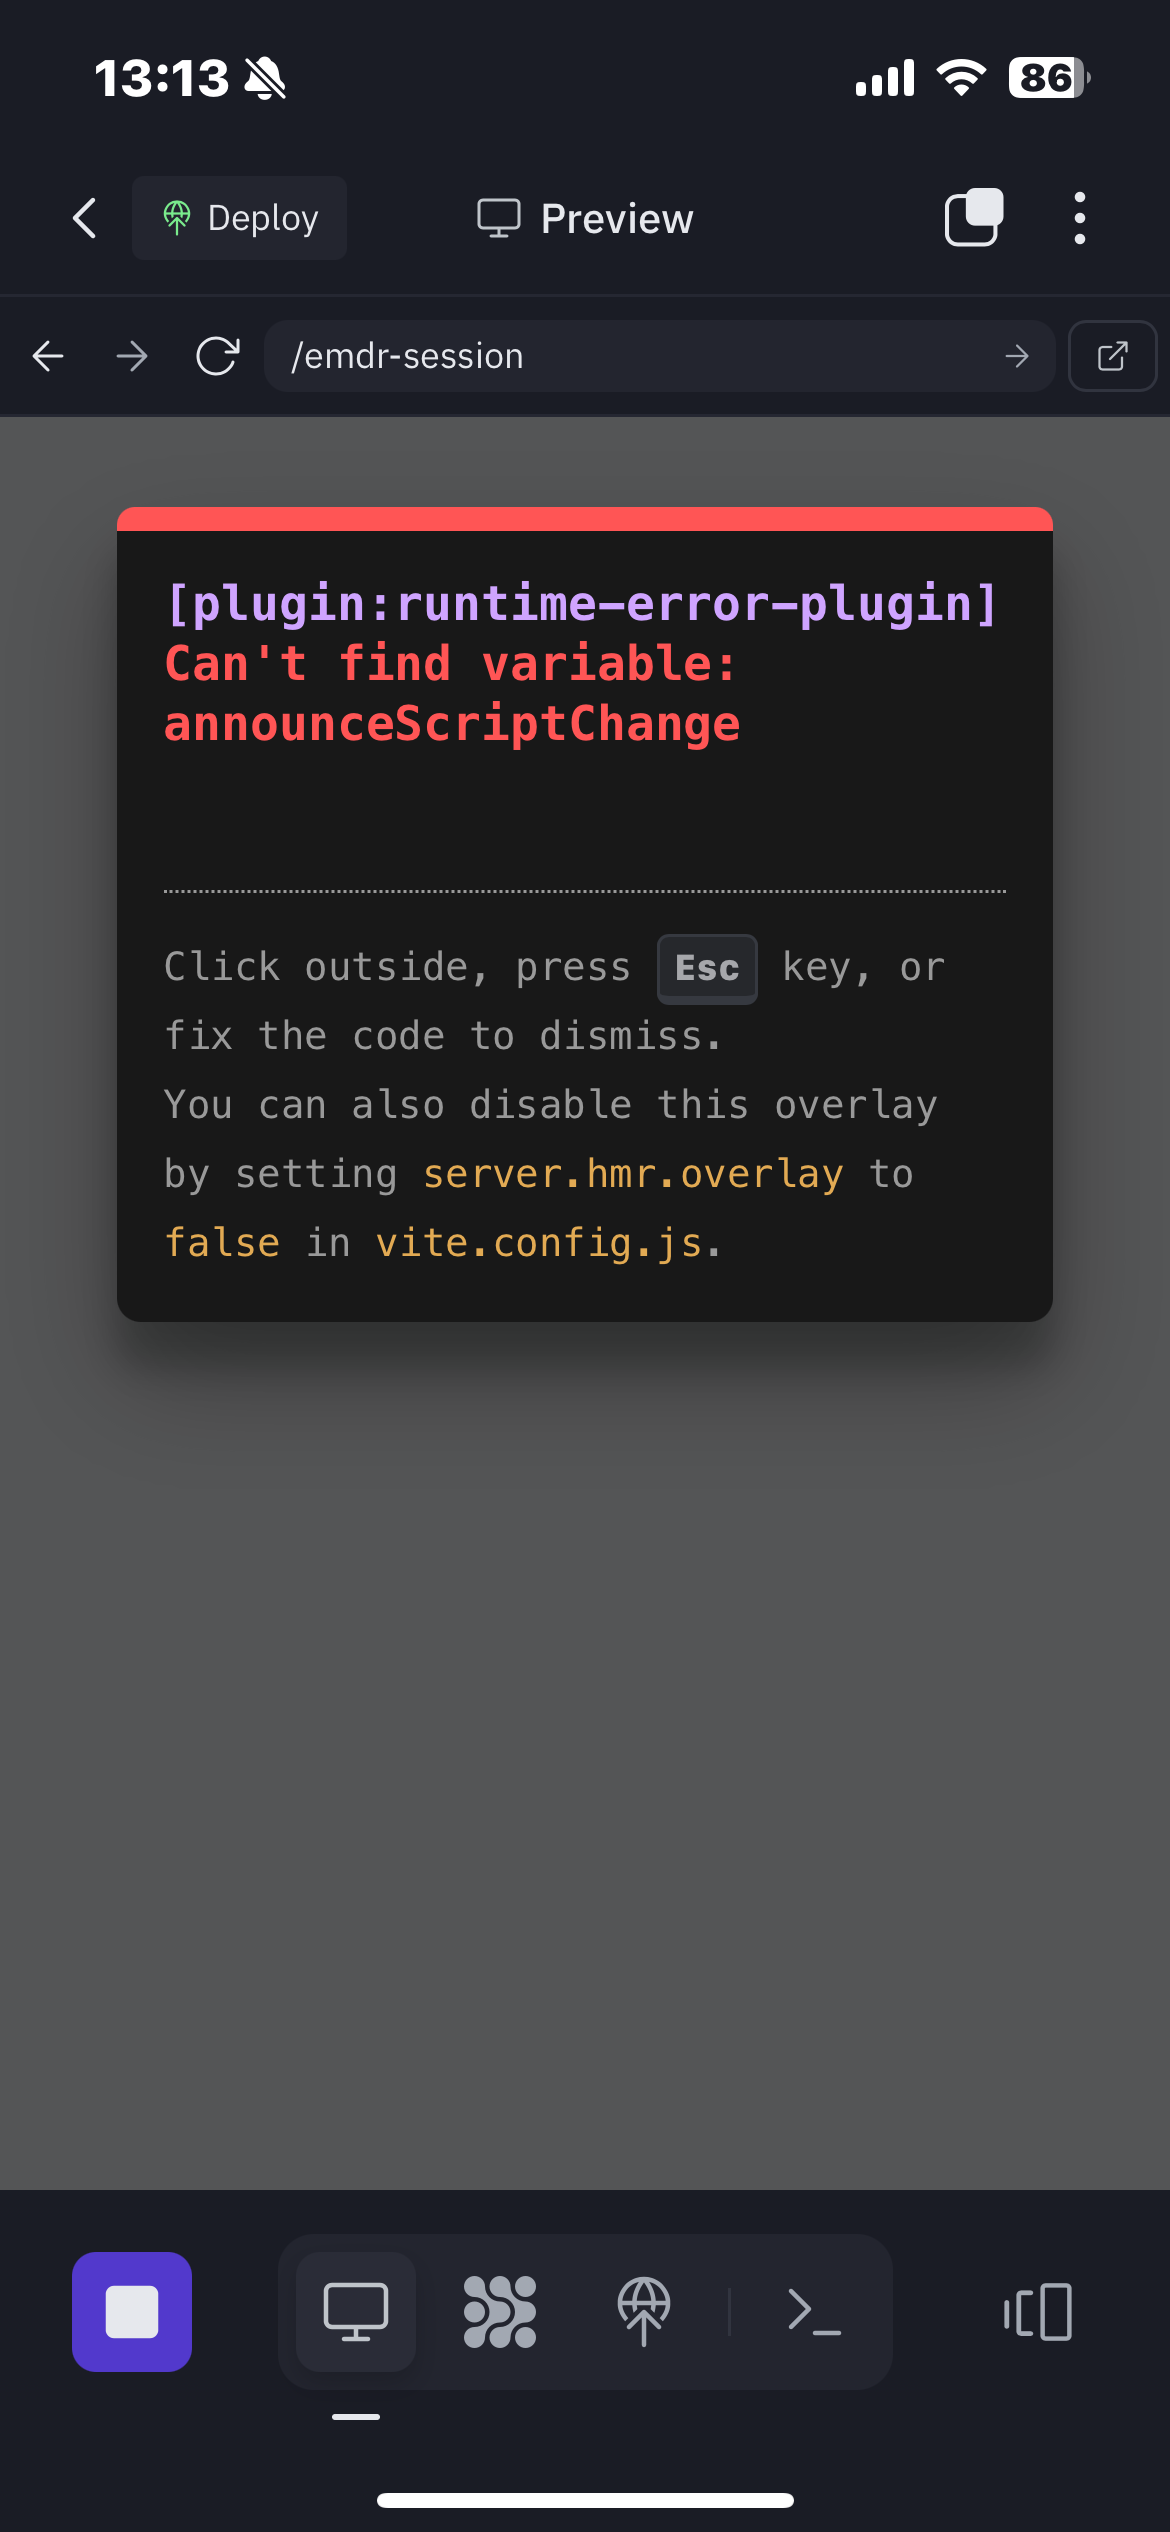 13:13
86
Deploy
Preview
/emdr-session
[plugin:runtime-error-plugin]
Can't find variable:
announceScriptChange
Click outside, press Esc key, or
fix the code to dismiss.
You can also disable this overlay
by setting server.hmr.overlay to
false in vite.config.js.